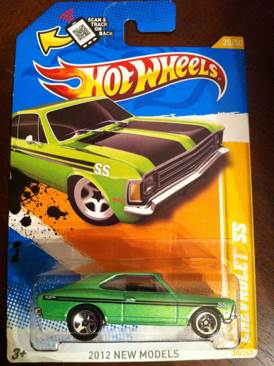 SCAN &
TRACK
ON
BACK
HOT WHEELS
SS
CHEVROLET SS
SS
3+
2012 NEW MODELS